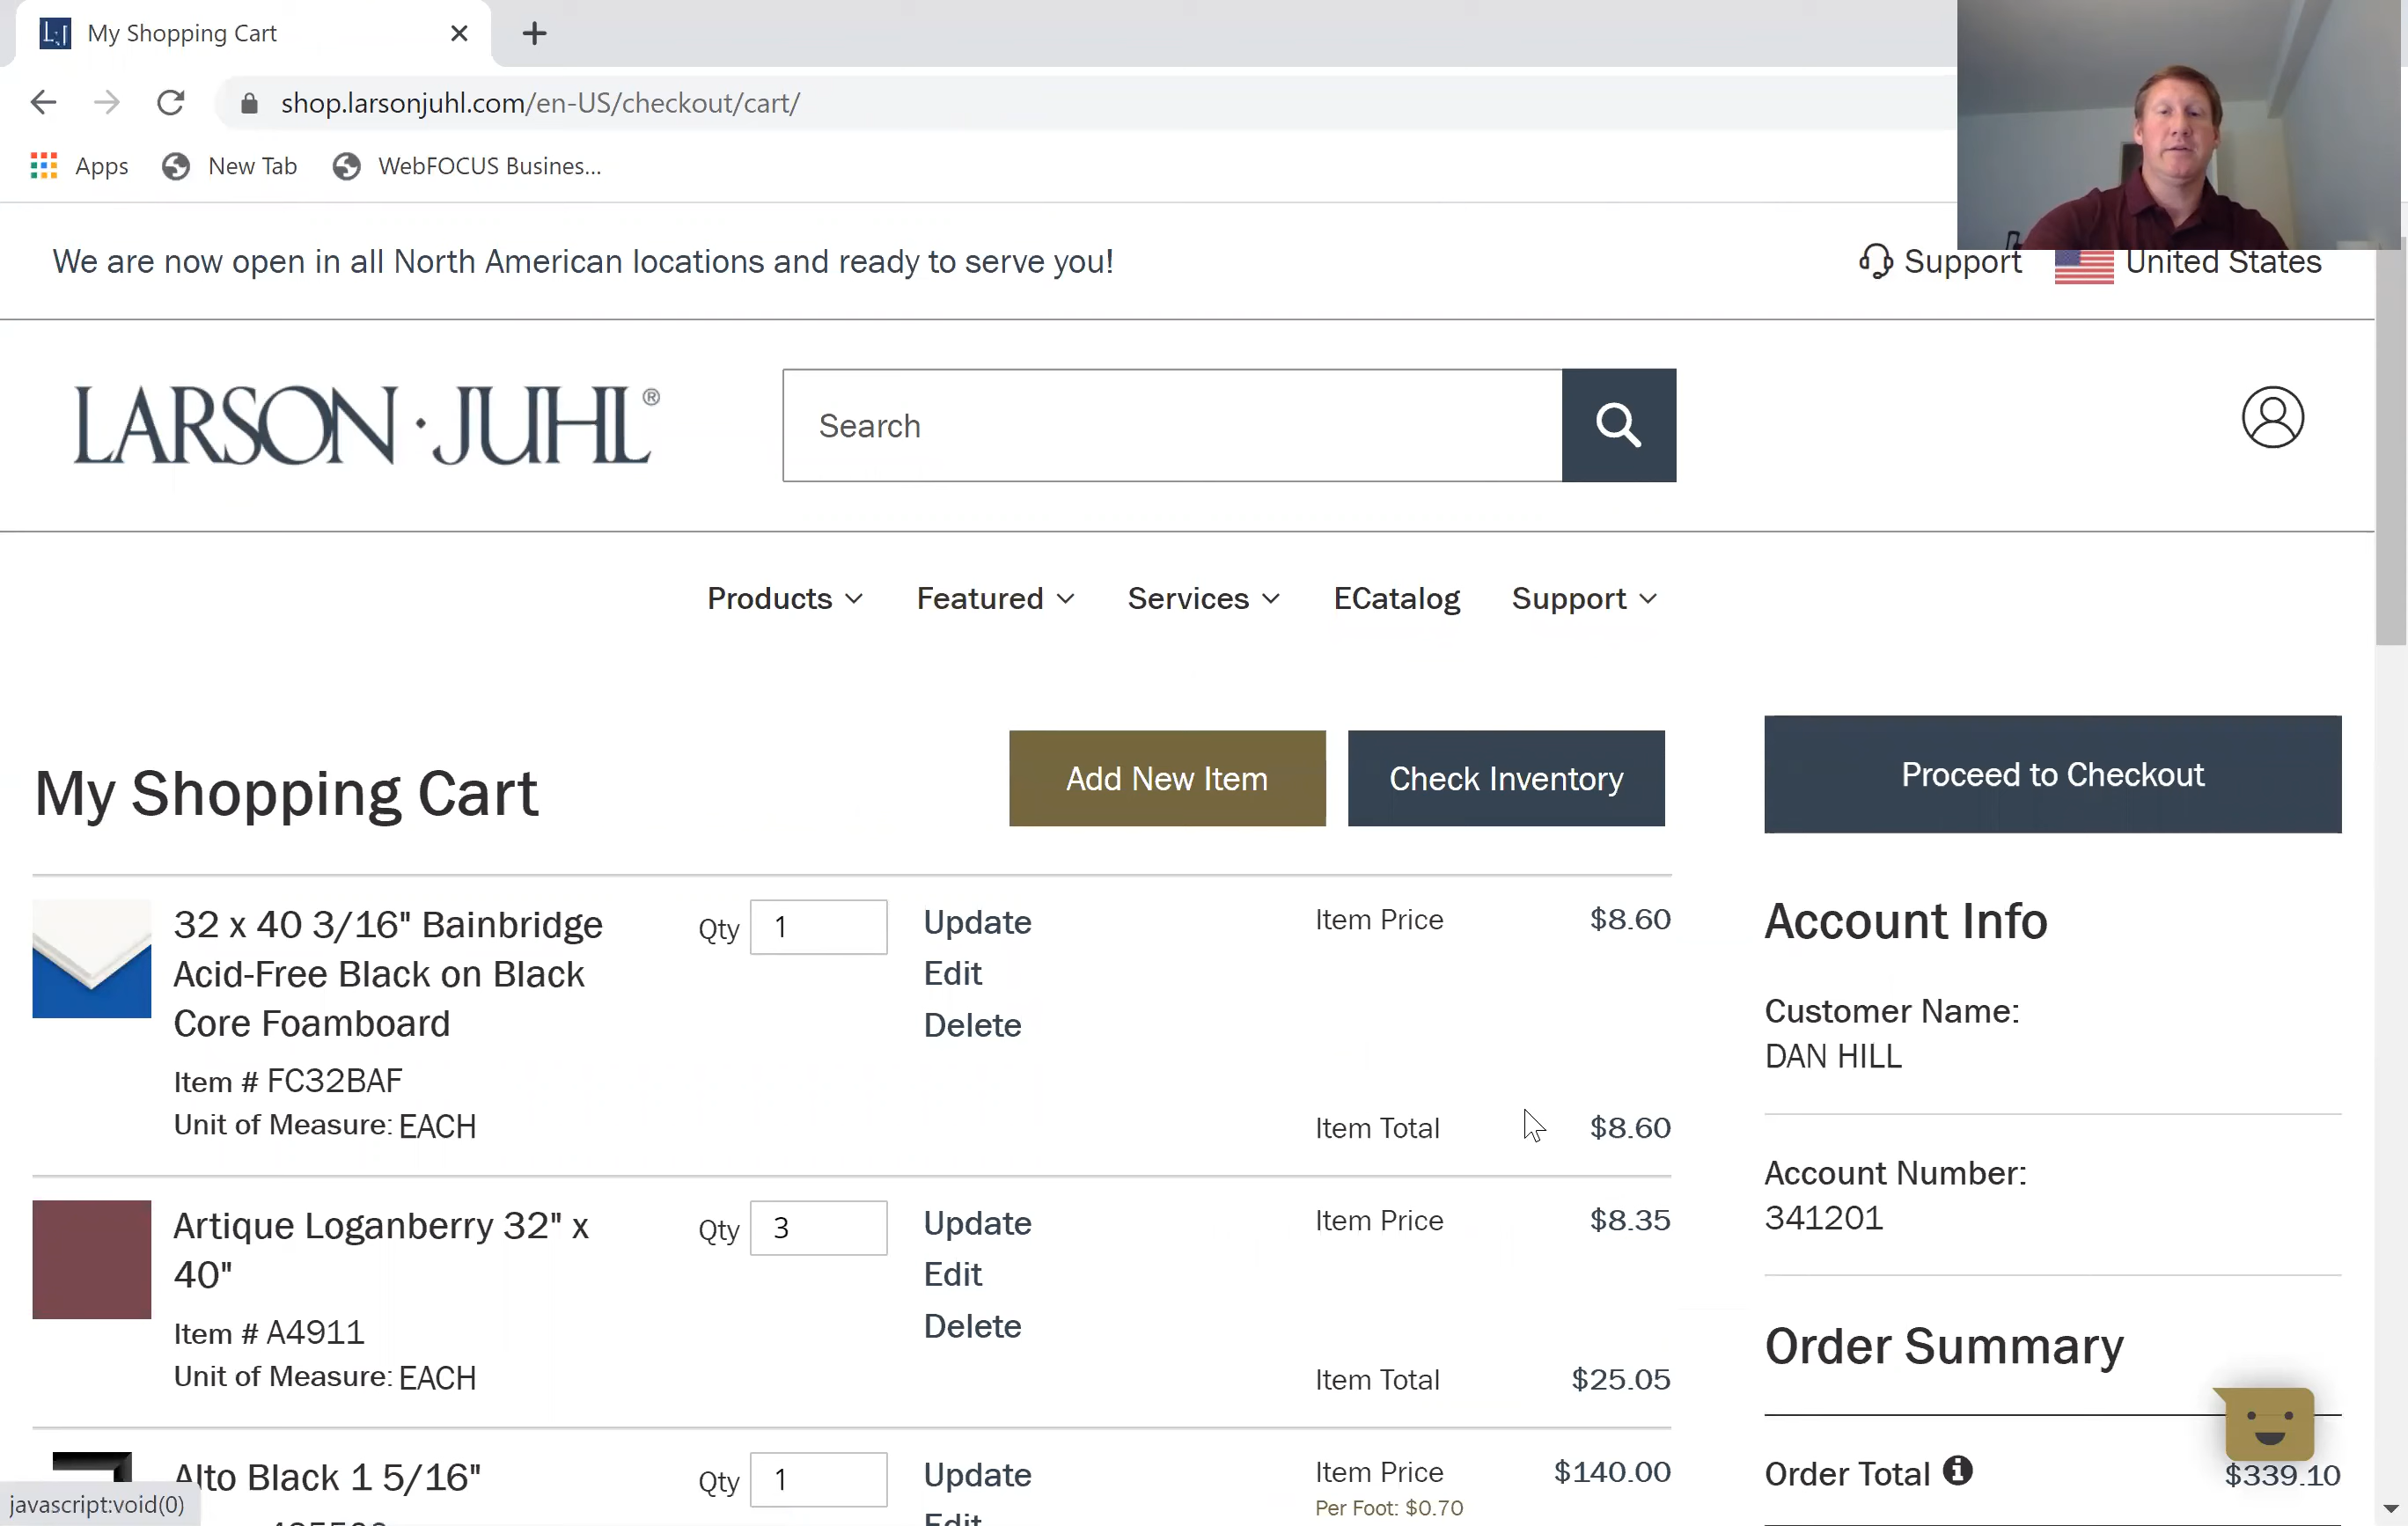 My Shopping Cart
shop.larsonjuhl.com/en-US/checkout/cart/
Apps New Tab WebFOCUS Busines...
We are now open in all North American locations and ready to serve you!
Support United States
LARSON·JUHL®
Search
Products Featured Services ECatalog Support
My Shopping Cart
Add New Item
Check Inventory
Proceed to Checkout
32 x 40 3/16" Bainbridge
Acid-Free Black on Black
Core Foamboard
Item # FC32BAF
Unit of Measure: EACH
Qty 1
Update
Edit
Delete
Item Price $8.60
Item Total $8.60
Artique Loganberry 32" x
40"
Item # A4911
Unit of Measure: EACH
Qty 3
Update
Edit
Delete
Item Price $8.35
Item Total $25.05
Alto Black 1 5/16"
Qty 1
Update
Edit
Item Price $140.00
Per Foot: $0.70
Account Info
Customer Name:
DAN HILL
Account Number:
341201
Order Summary
Order Total $339.10
javascript:void(0)